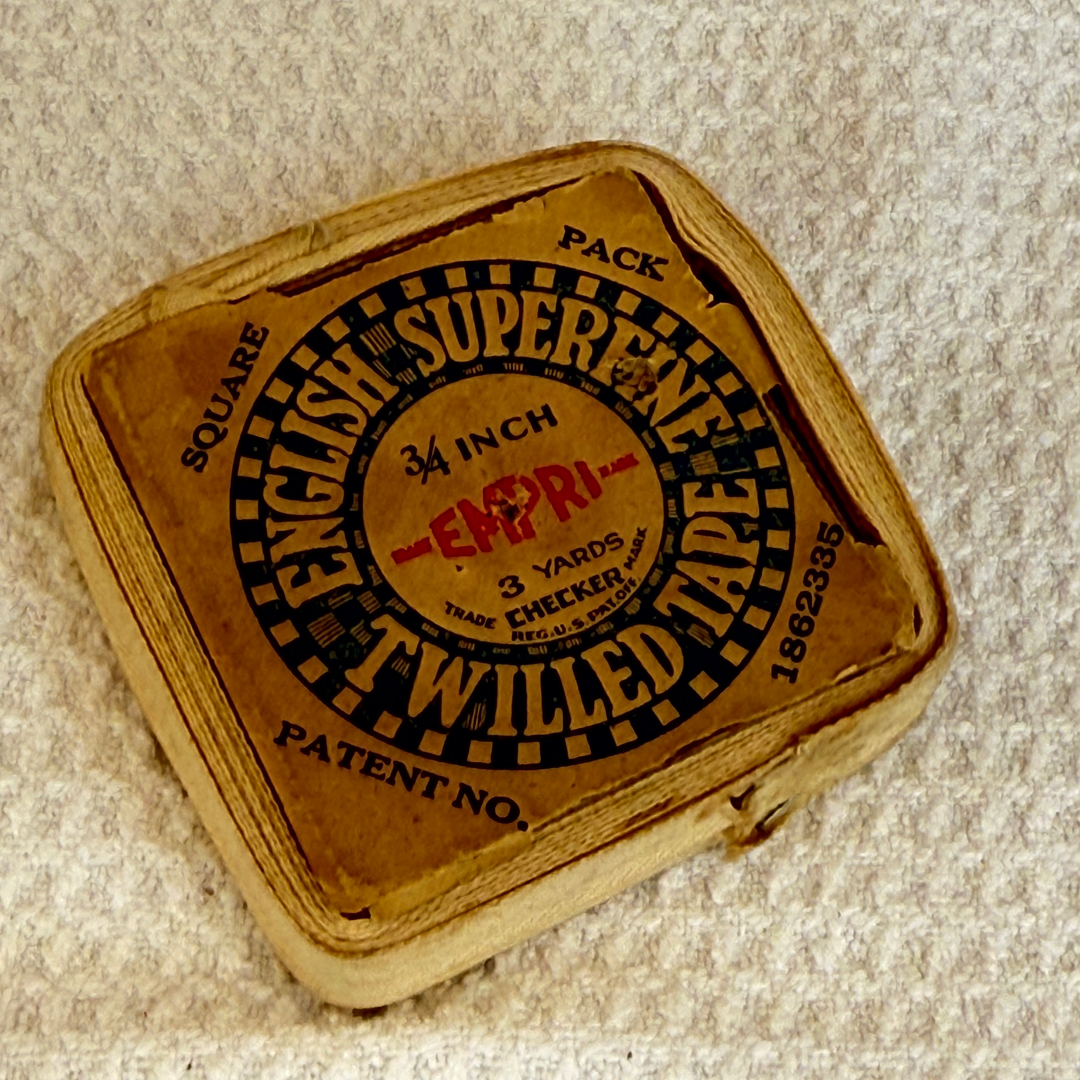 SQUARE PACK
ENGLISH SUPERFINE
TWILLED TAPE
3/4 INCH
EMPRI
3 YARDS
TRADE CHECKER MARK
REG.U.S.PAT.OFF.
PATENT NO. 1862335